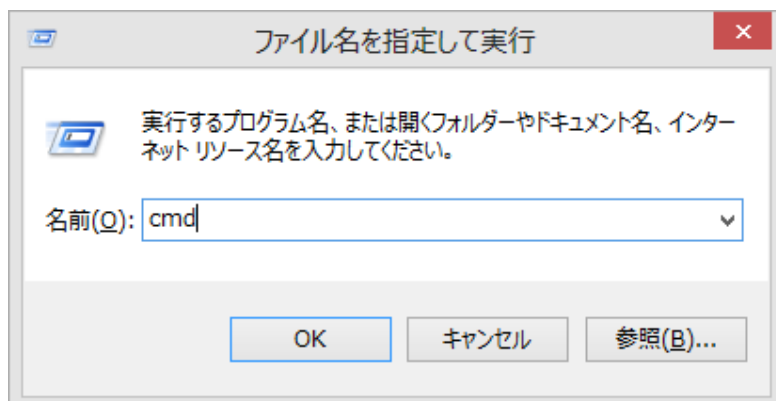 ファイル名を指定して実行
実行するプログラム名、または開くフォルダーやドキュメント名、インター
ネット リソース名を入力してください。
名前(O): cmd
OK キャンセル 参照(B)...